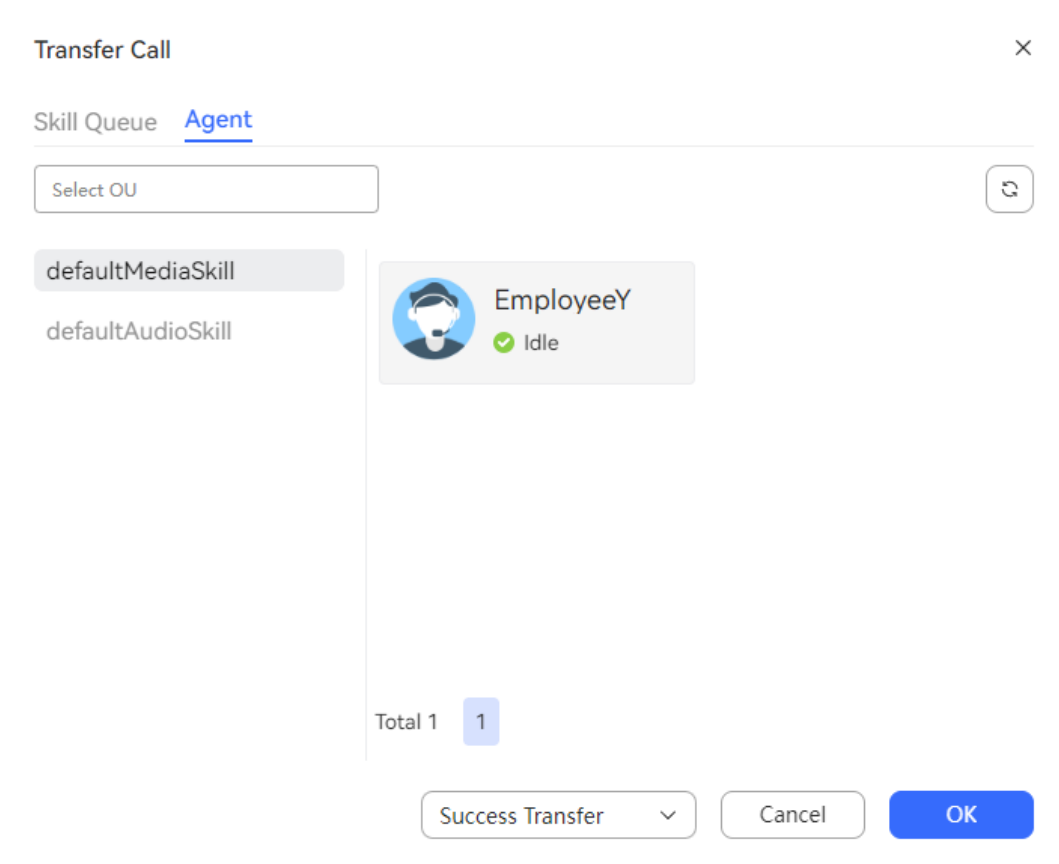 Transfer Call
Skill Queue Agent
Select OU
defaultMediaSkill
defaultAudioSkill
EmployeeY
Idle
Total 1 1
Success Transfer Cancel OK